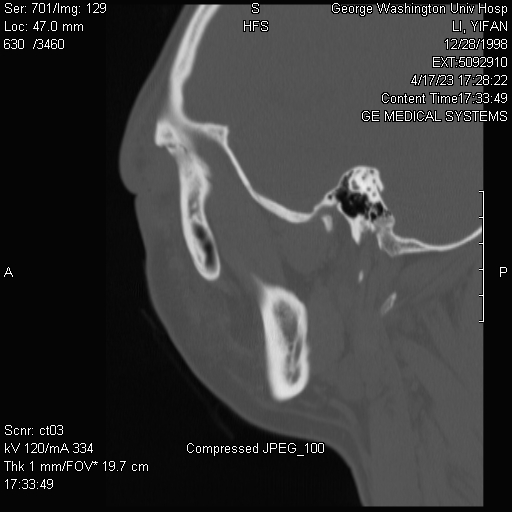 Ser: 701/Img: 129
Loc: 47.0 mm
630 /3460
S
HFS
George Washington Univ Hosp
LI, YIFAN
12/28/1998
EXT:5092910
4/17/23 17:28:22
Content Time17:33:49
GE MEDICAL SYSTEMS
A
P
Scnr: ct03
kV 120/mA 334
Thk 1 mm/FOV* 19.7 cm
17:33:49
Compressed JPEG_100